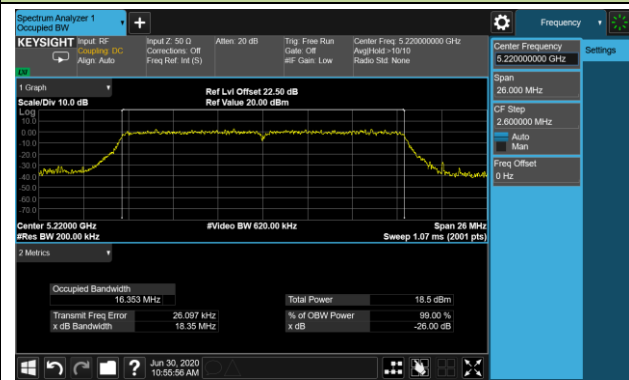 Spectrum Analyzer 1
Occupied BW
+
Frequency
KEYSIGHT
Input: RF
Coupling: DC
Align: Auto
Input Z: 50 Ω
Corrections: Off
Freq Ref: Int (S)
Atten: 20 dB
Trig: Free Run
Gate: Off
#IF Gain: Low
Center Freq: 5.220000000 GHz
Avg|Hold:>10/10
Radio Std: None
Center Frequency
5.220000000 GHz
Settings
Span
26.000 MHz
CF Step
2.600000 MHz
Auto
Man
Freq Offset
0 Hz
1 Graph
Scale/Div 10.0 dB
Ref Lvl Offset 22.50 dB
Ref Value 20.00 dBm
Log
10.0
0.00
-10.0
-20.0
-30.0
-40.0
-50.0
-60.0
-70.0
Center 5.22000 GHz
#Video BW 620.00 kHz
Span 26 MHz
#Res BW 200.00 kHz
Sweep 1.07 ms (2001 pts)
2 Metrics
Occupied Bandwidth
16.353 MHz
Total Power 18.5 dBm
Transmit Freq Error 26.097 kHz
% of OBW Power 99.00 %
x dB Bandwidth 18.35 MHz
x dB -26.00 dB
?
Jun 30, 2020
10:55:56 AM